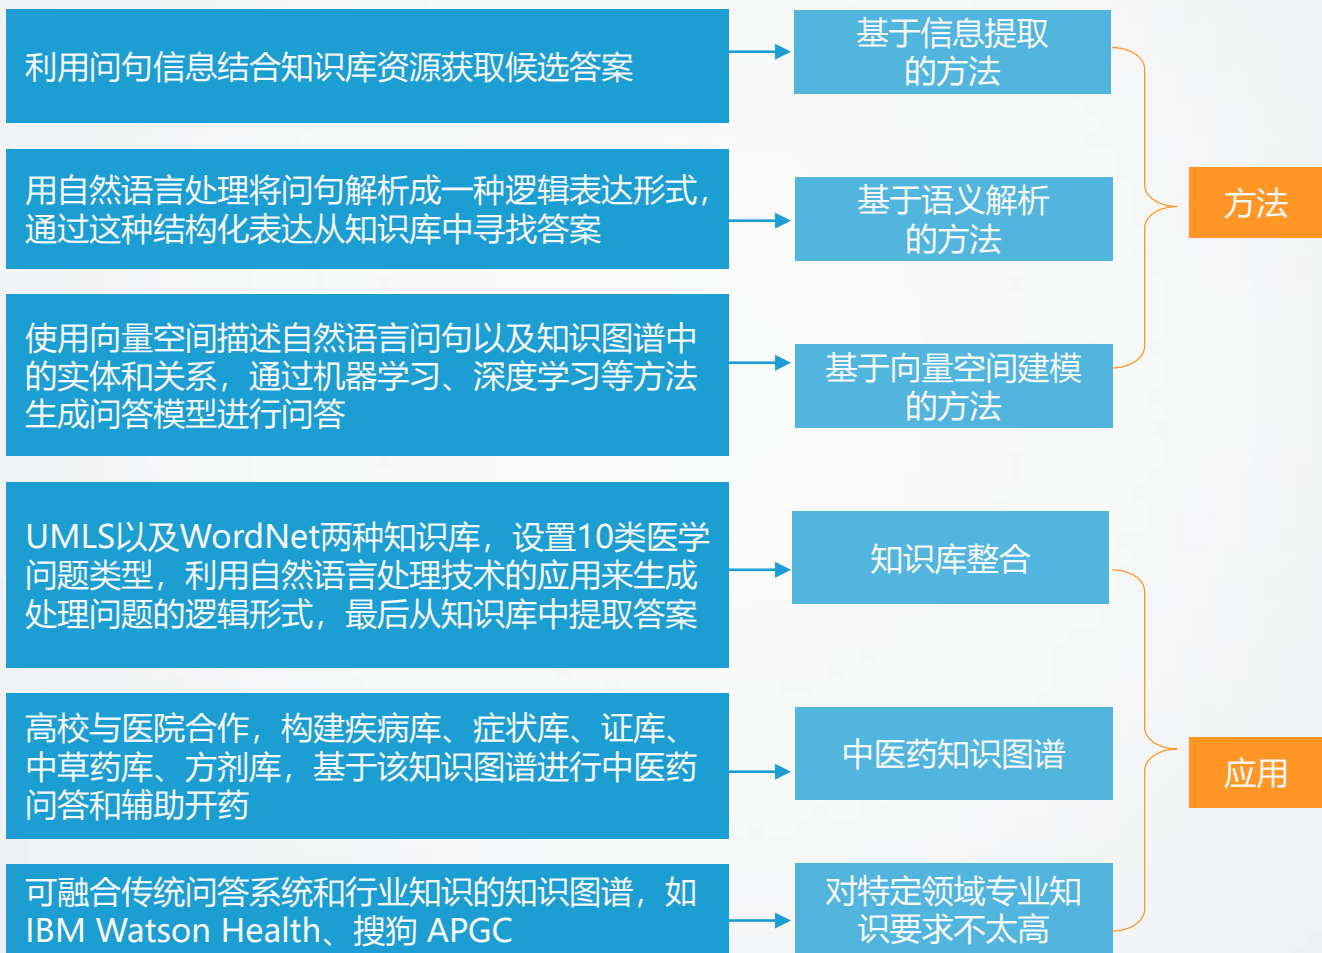 利用问句信息结合知识库资源获取候选答案
基于信息提取
的方法
用自然语言处理将问句解析成一种逻辑表达形式，
通过这种结构化表达从知识库中寻找答案
基于语义解析
的方法
方法
使用向量空间描述自然语言问句以及知识图谱中
的实体和关系，通过机器学习、深度学习等方法
生成问答模型进行问答
基于向量空间建模
的方法
UMLS以及WordNet两种知识库，设置10类医学
问题类型，利用自然语言处理技术的应用来生成
处理问题的逻辑形式，最后从知识库中提取答案
知识库整合
高校与医院合作，构建疾病库、症状库、证库、
中草药库、方剂库，基于该知识图谱进行中医药
问答和辅助开药
中医药知识图谱
应用
可融合传统问答系统和行业知识的知识图谱，如
IBM Watson Health、搜狗 APGC
对特定领域专业知
识要求不太高